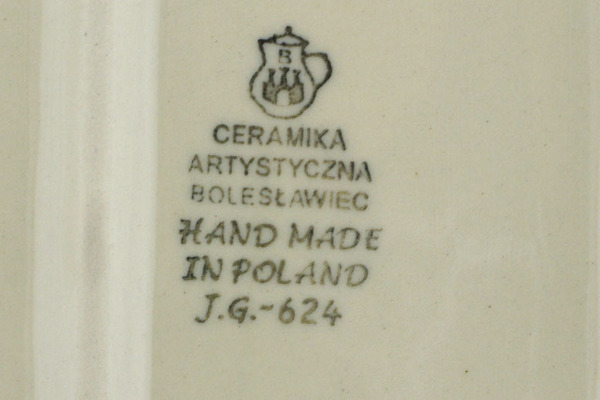 B
CERAMIKA
ARTYSTYCZNA
BOLESŁAWIEC
HAND MADE
IN POLAND
J.G.-624